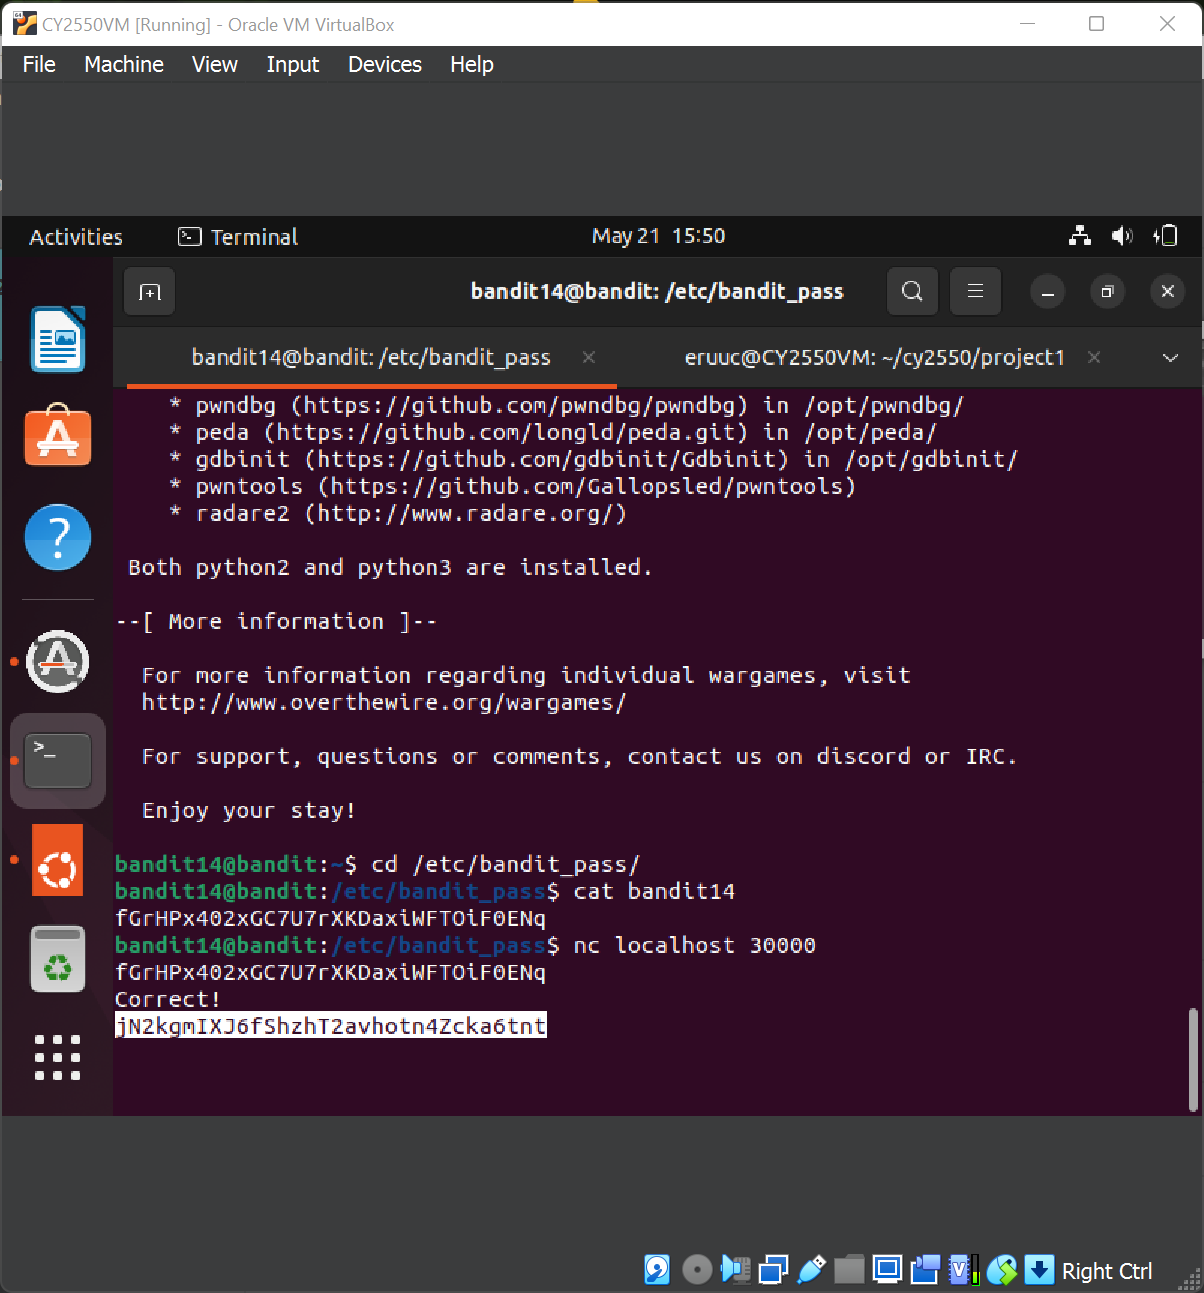 CY2550VM [Running] - Oracle VM VirtualBox
File Machine View Input Devices Help
Activities Terminal May 21 15:50
bandit14@bandit: /etc/bandit_pass
bandit14@bandit: /etc/bandit_pass × eruuc@CY2550VM: ~/cy2550/project1 ×
* pwndbg (https://github.com/pwndbg/pwndbg) in /opt/pwndbg/
* peda (https://github.com/longld/peda.git) in /opt/peda/
* gdbinit (https://github.com/gdbinit/Gdbinit) in /opt/gdbinit/
* pwntools (https://github.com/Gallopsled/pwntools)
* radare2 (http://www.radare.org/)
Both python2 and python3 are installed.
--[ More information ]--
For more information regarding individual wargames, visit
http://www.overthewire.org/wargames/
For support, questions or comments, contact us on discord or IRC.
Enjoy your stay!
bandit14@bandit:~$ cd /etc/bandit_pass/
bandit14@bandit:/etc/bandit_pass$ cat bandit14
fGrHPx402xGC7U7rXKDaxiWFTOiF0ENq
bandit14@bandit:/etc/bandit_pass$ nc localhost 30000
fGrHPx402xGC7U7rXKDaxiWFTOiF0ENq
Correct!
jN2kgmIXJ6fShzhT2avhotn4Zcka6tnt
Right Ctrl